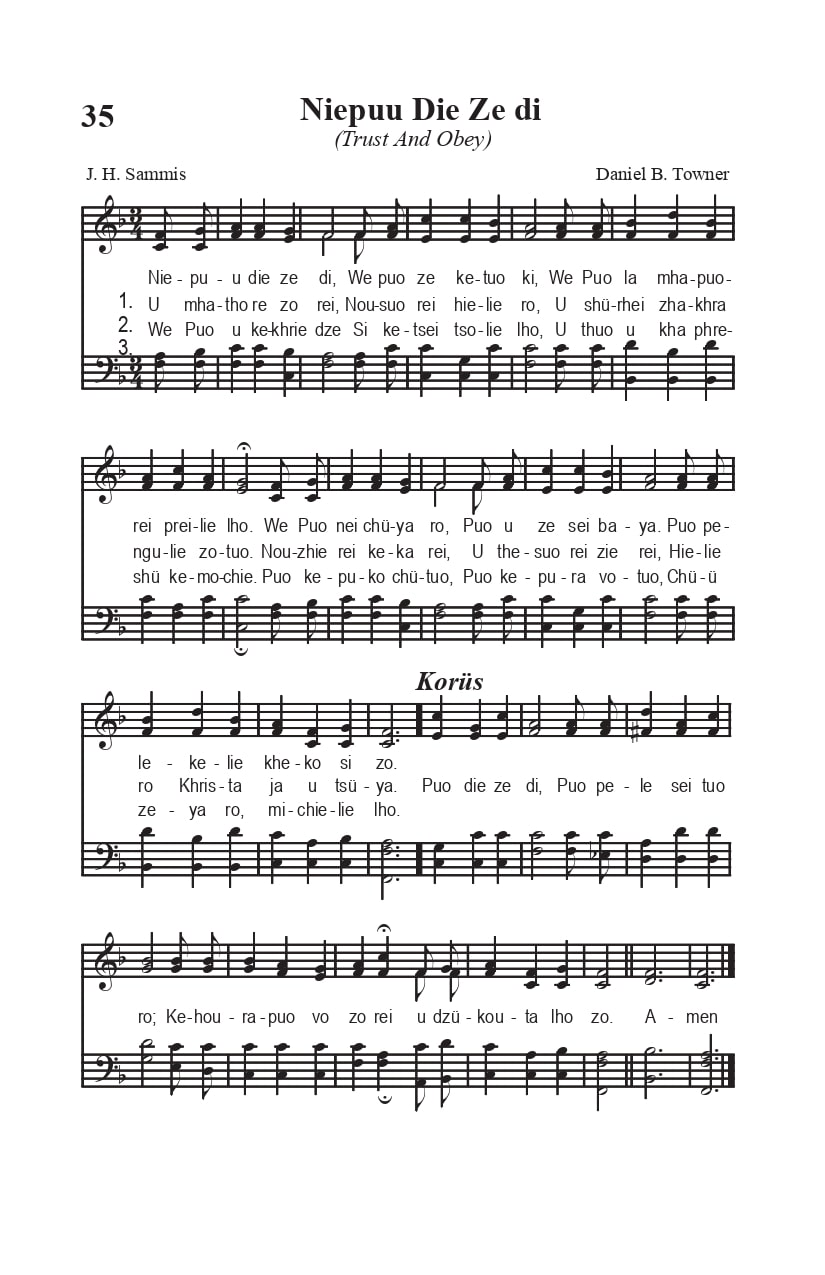 35
Niepuu Die Ze di
(Trust And Obey)
J. H. Sammis
Daniel B. Towner
Nie - pu - u die ze di, We puo ze ke-tuo ki, We Puo la mha-puo-
1. U mha-tho re zo rei, Nou-suo rei hie-lie ro, U shü-rhei zha-khra
2. We Puo u ke-khrie dze Si ke-tsei tso-lie lho, U thuo u kha phre-
3.
rei prei-lie lho. We Puo nei chü-ya ro, Puo u ze sei ba - ya. Puo pe-
ngu-lie zo-tuo. Nou-zhie rei ke-ka rei, U the-suo rei zie rei, Hie-lie
shü ke-mo-chie. Puo ke-pu-ko chü-tuo, Puo ke-pu-ra vo-tuo, Chü-ü
Korüs
le - ke-lie khe-ko si zo.
ro Khris-ta ja u tsü-ya. Puo die ze di, Puo pe-le sei tuo
ze - ya ro, mi-chie-lie lho.
ro; Ke-hou-ra-puo vo zo rei u dzü-kou-ta lho zo. A-men